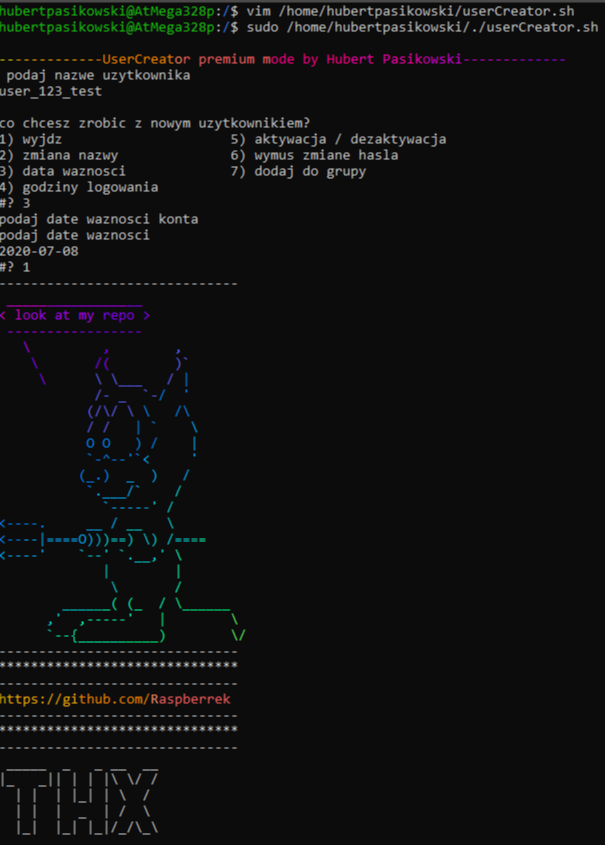 hubertpasikowski@AtMega328p:/$ vim /home/hubertpasikowski/userCreator.sh
hubertpasikowski@AtMega328p:/$ sudo /home/hubertpasikowski/./userCreator.sh
-------------UserCreator premium mode by Hubert Pasikowski-------------
podaj nazwe uzytkownika
user_123_test
co chcesz zrobic z nowym uzytkownikiem?
1) wyjdz 5) aktywacja / dezaktywacja
2) zmiana nazwy 6) wymus zmiane hasla
3) data waznosci 7) dodaj do grupy
4) godziny logowania
#? 3
podaj date waznosci konta
podaj date waznosci
2020-07-08
#? 1
------------------------------
< look at my repo >
------------------------------
******************************
------------------------------
https://github.com/Raspberrek
------------------------------
******************************
------------------------------
THX